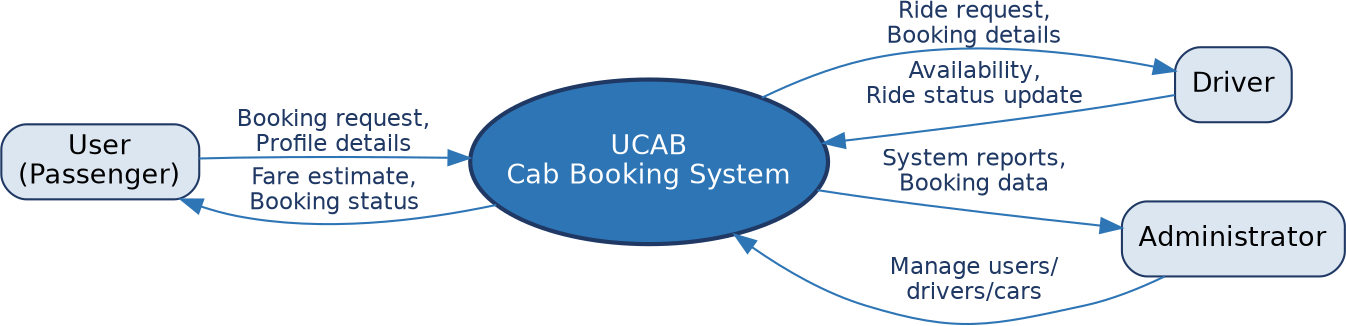 User
(Passenger)
Booking request,
Profile details
Fare estimate,
Booking status
UCAB
Cab Booking System
Ride request,
Booking details
Availability,
Ride status update
System reports,
Booking data
Manage users/
drivers/cars
Driver
Administrator